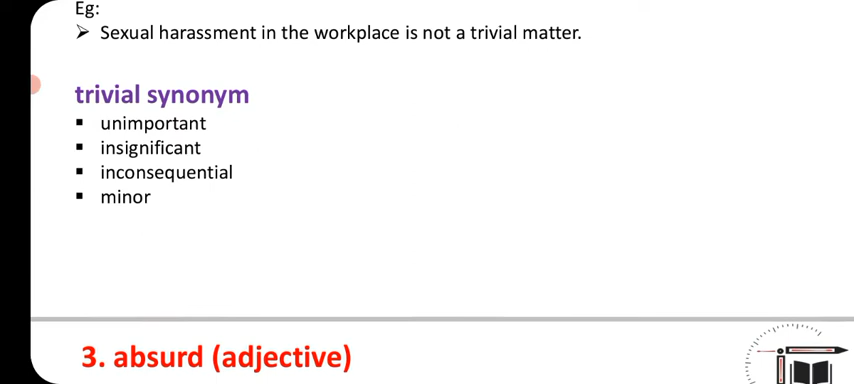 Eg:
➢ Sexual harassment in the workplace is not a trivial matter.
trivial synonym
▪ unimportant
▪ insignificant
▪ inconsequential
▪ minor
3. absurd (adjective)